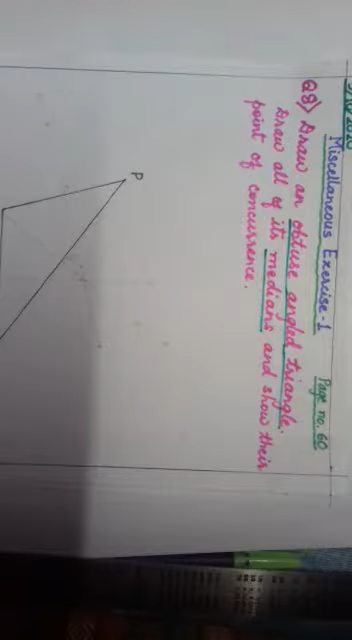 Miscellaneous Exercise-1 Page no. 60
Q8) Draw an obtuse angled triangle.
Draw all of its medians and show their
point of concurrence.
P